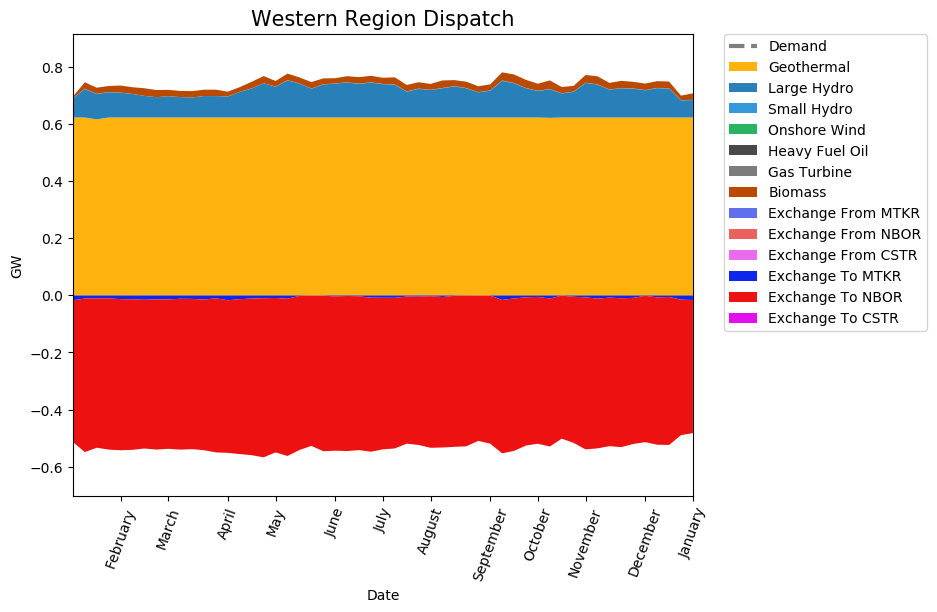 Western Region Dispatch
GW
0.8
0.6
0.4
0.2
0.0
−0.2
−0.4
−0.6
February
March
April
May
June
July
August
September
October
November
December
January
Date
Demand
Geothermal
Large Hydro
Small Hydro
Onshore Wind
Heavy Fuel Oil
Gas Turbine
Biomass
Exchange From MTKR
Exchange From NBOR
Exchange From CSTR
Exchange To MTKR
Exchange To NBOR
Exchange To CSTR